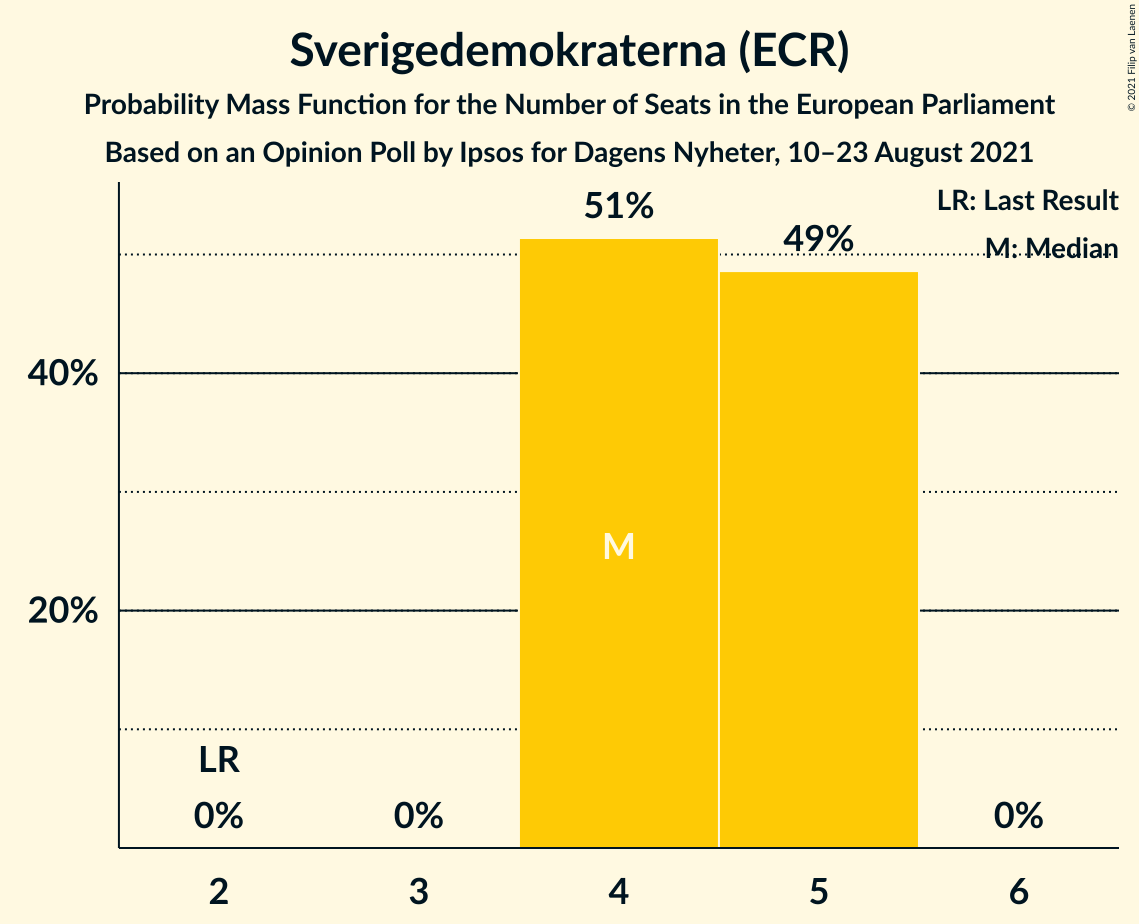 Sverigedemokraterna (ECR)
Probability Mass Function for the Number of Seats in the European Parliament
Based on an Opinion Poll by Ipsos for Dagens Nyheter, 10–23 August 2021
© 2021 Filip van Laenen
LR: Last Result
M: Median
51%
49%
40%
20%
M
LR
0%
0%
0%
2
3
4
5
6